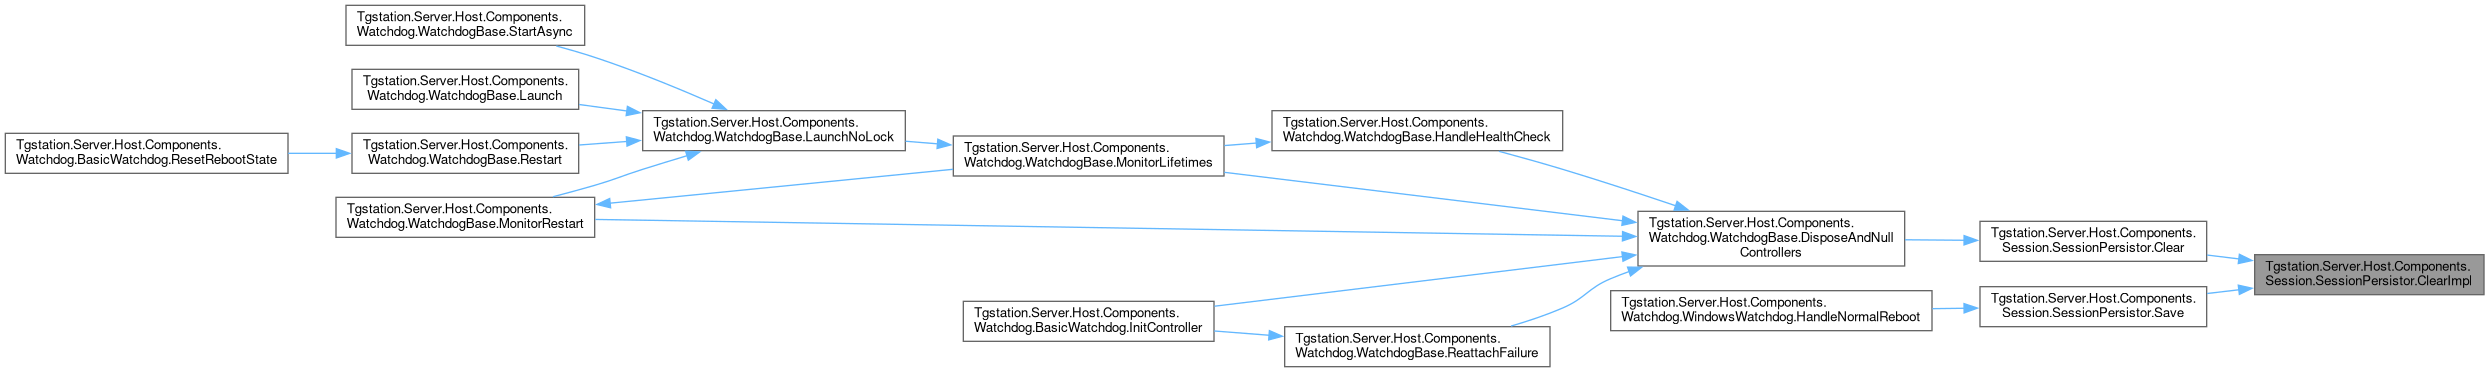 Tgstation.Server.Host.Components.
Watchdog.WatchdogBase.StartAsync
Tgstation.Server.Host.Components.
Watchdog.WatchdogBase.Launch
Tgstation.Server.Host.Components.
Watchdog.BasicWatchdog.ResetRebootState
Tgstation.Server.Host.Components.
Watchdog.WatchdogBase.Restart
Tgstation.Server.Host.Components.
Watchdog.WatchdogBase.MonitorRestart
Tgstation.Server.Host.Components.
Watchdog.WatchdogBase.LaunchNoLock
Tgstation.Server.Host.Components.
Watchdog.WatchdogBase.MonitorLifetimes
Tgstation.Server.Host.Components.
Watchdog.BasicWatchdog.InitController
Tgstation.Server.Host.Components.
Watchdog.WatchdogBase.HandleHealthCheck
Tgstation.Server.Host.Components.
Watchdog.WatchdogBase.ReattachFailure
Tgstation.Server.Host.Components.
Watchdog.WatchdogBase.DisposeAndNull
Controllers
Tgstation.Server.Host.Components.
Watchdog.WindowsWatchdog.HandleNormalReboot
Tgstation.Server.Host.Components.
Session.SessionPersistor.Clear
Tgstation.Server.Host.Components.
Session.SessionPersistor.Save
Tgstation.Server.Host.Components.
Session.SessionPersistor.ClearImpl